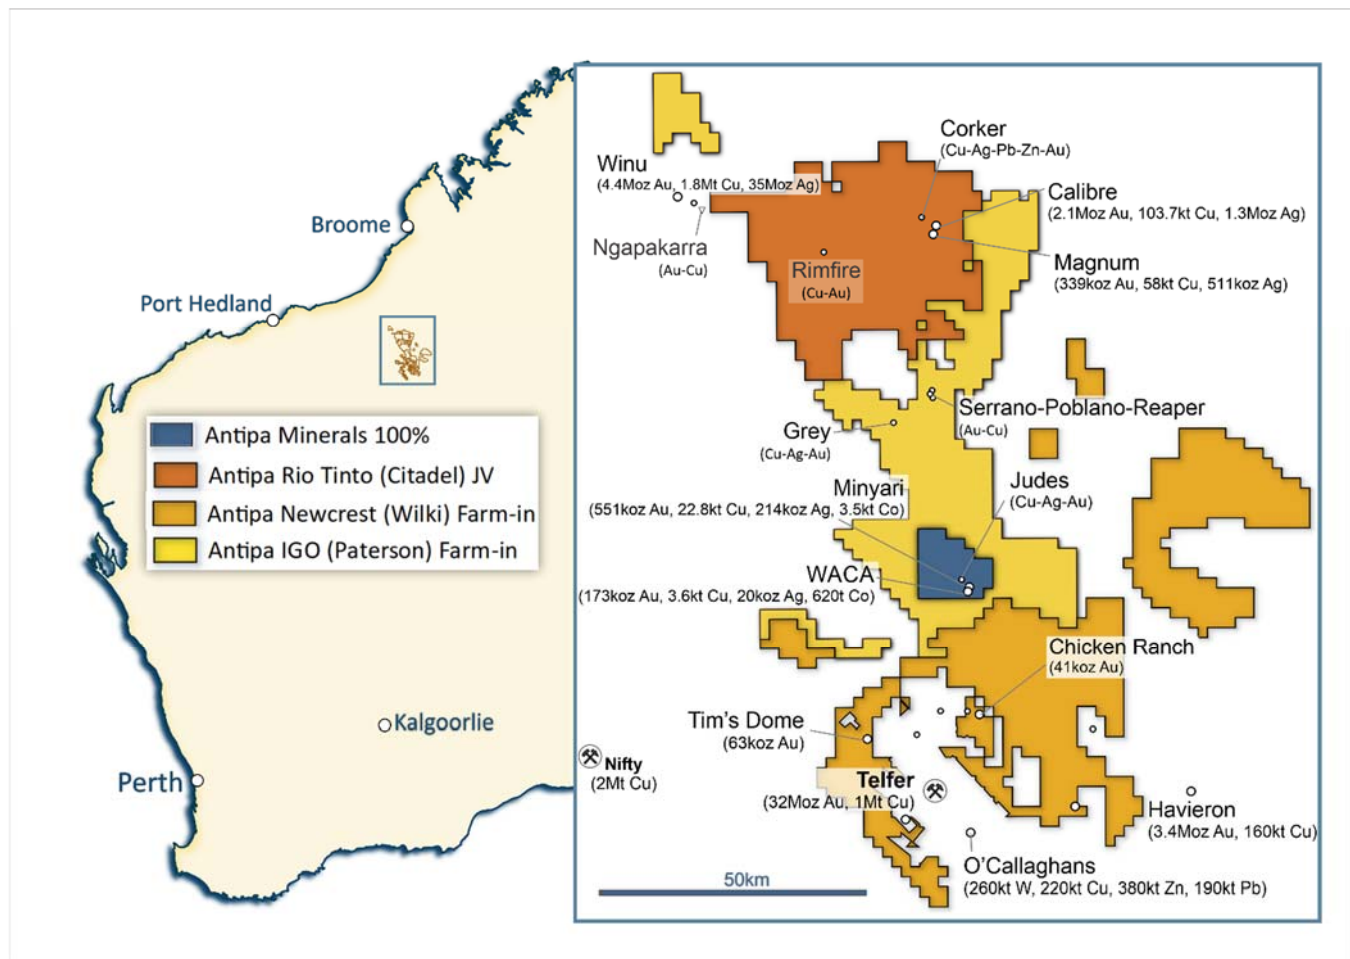 Broome
Port Hedland
Kalgoorlie
Perth
Antipa Minerals 100%
Antipa Rio Tinto (Citadel) JV
Antipa Newcrest (Wilki) Farm-in
Antipa IGO (Paterson) Farm-in
Corker
(Cu-Ag-Pb-Zn-Au)
Winu
(4.4Moz Au, 1.8Mt Cu, 35Moz Ag)
Calibre
(2.1Moz Au, 103.7kt Cu, 1.3Moz Ag)
Ngapakarra
(Au-Cu)
Rimfire
(Cu-Au)
Magnum
(339koz Au, 58kt Cu, 511koz Ag)
Serrano-Poblano-Reaper
(Au-Cu)
Grey
(Cu-Ag-Au)
Judes
(Cu-Ag-Au)
Minyari
(551koz Au, 22.8kt Cu, 214koz Ag, 3.5kt Co)
WACA
(173koz Au, 3.6kt Cu, 20koz Ag, 620t Co)
Chicken Ranch
(41koz Au)
Tim's Dome
(63koz Au)
Nifty
(2Mt Cu)
Telfer
(32Moz Au, 1Mt Cu)
Havieron
(3.4Moz Au, 160kt Cu)
O'Callaghans
(260kt W, 220kt Cu, 380kt Zn, 190kt Pb)
50km